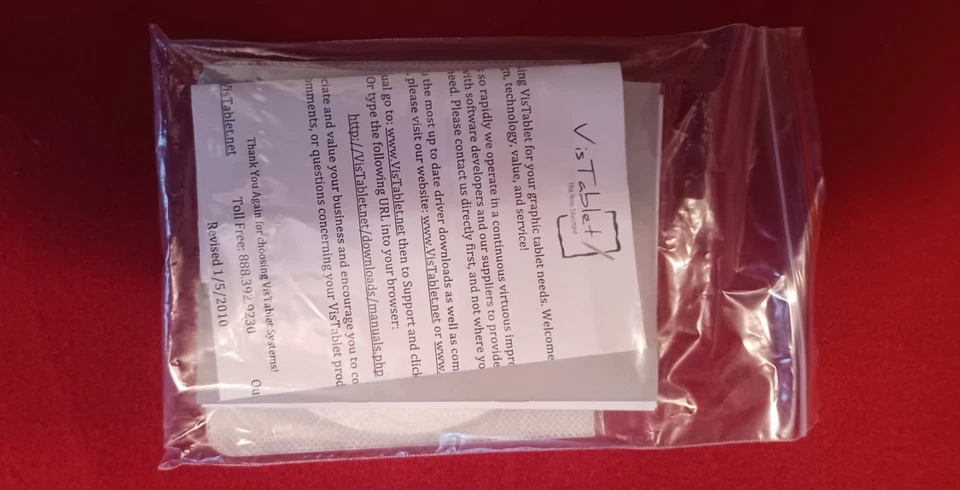 VisTablet
The New Standard
ing VisTablet for your graphic tablet needs. Welcome
n, technology, value, and service!
so rapidly we operate in a continuous virtuous impro
with software developers and our suppliers to provide
need. Please contact us directly first, and not where yo
the most up to date driver downloads as well as com
, please visit our website: www.VisTablet.net or www.
ual go to: www.VisTablet.net then to Support and click
Or type the following URL into your browser:
http://VisTablet.net/downloads/manuals.php
ciate and value your business and encourage you to co
omments, or questions concerning your VisTablet prod
Thank You Again for choosing VisTablet Systems!
VisTablet.net Toll Free: 888.392.9230 Ou
Revised 1/5/2010